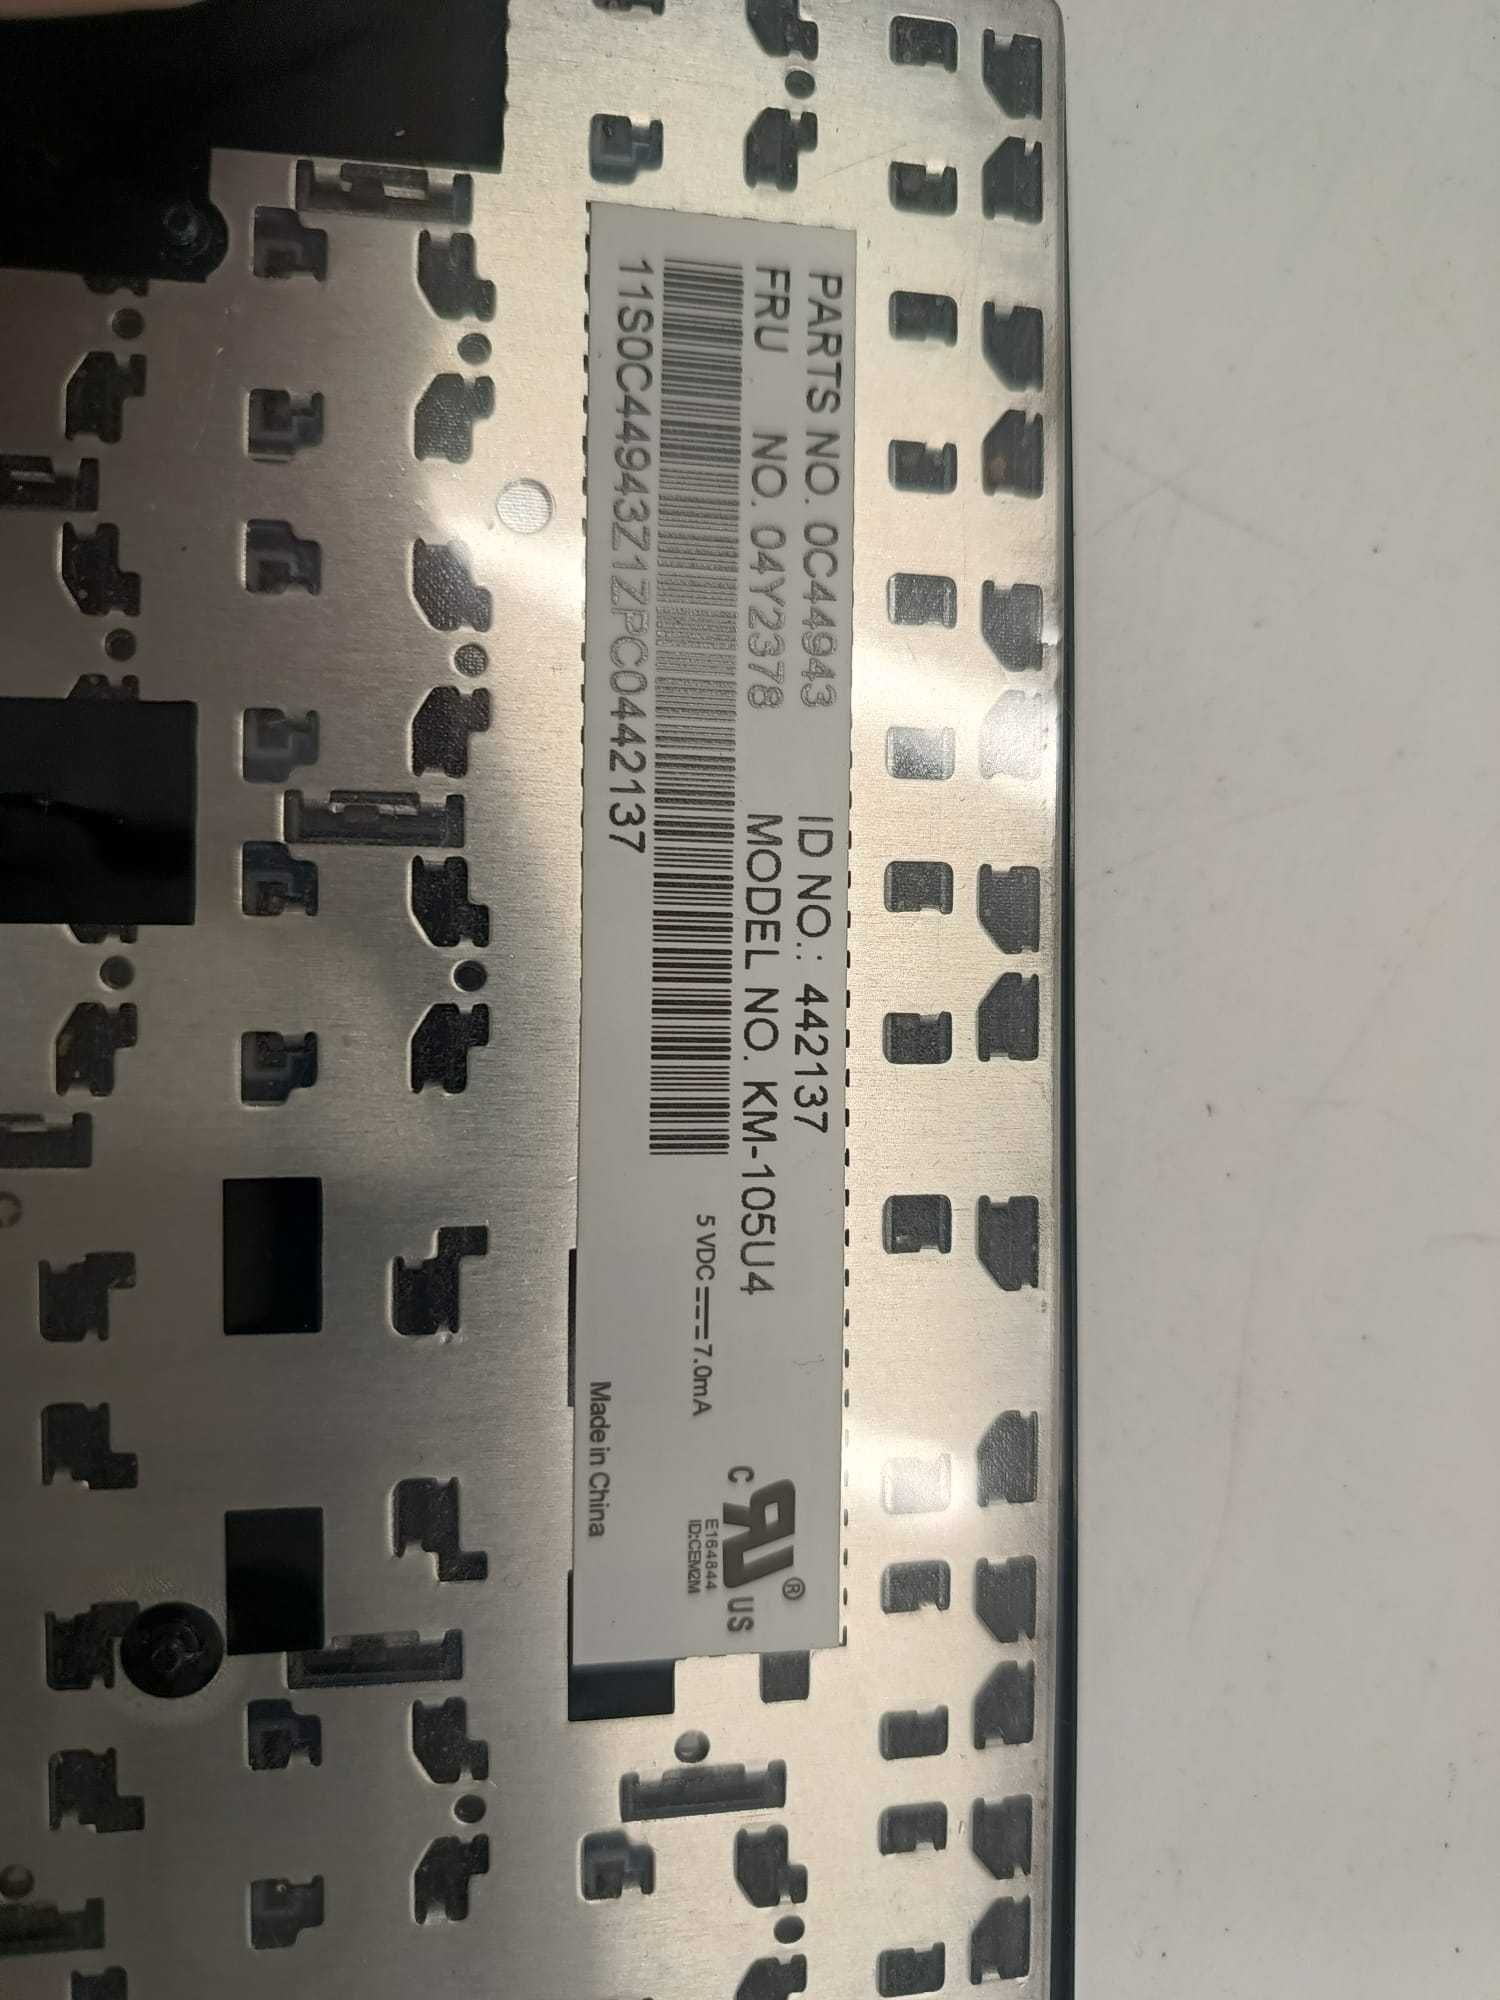 PARTS NO. 0C44943 ID NO.: 442137
FRU NO. 04Y2378 MODEL NO. KM-105U4
11S0C44943Z1ZPC0442137
5 VDC 7.0mA
c RU US ®
E164844
ID:CEM2M
Made in China